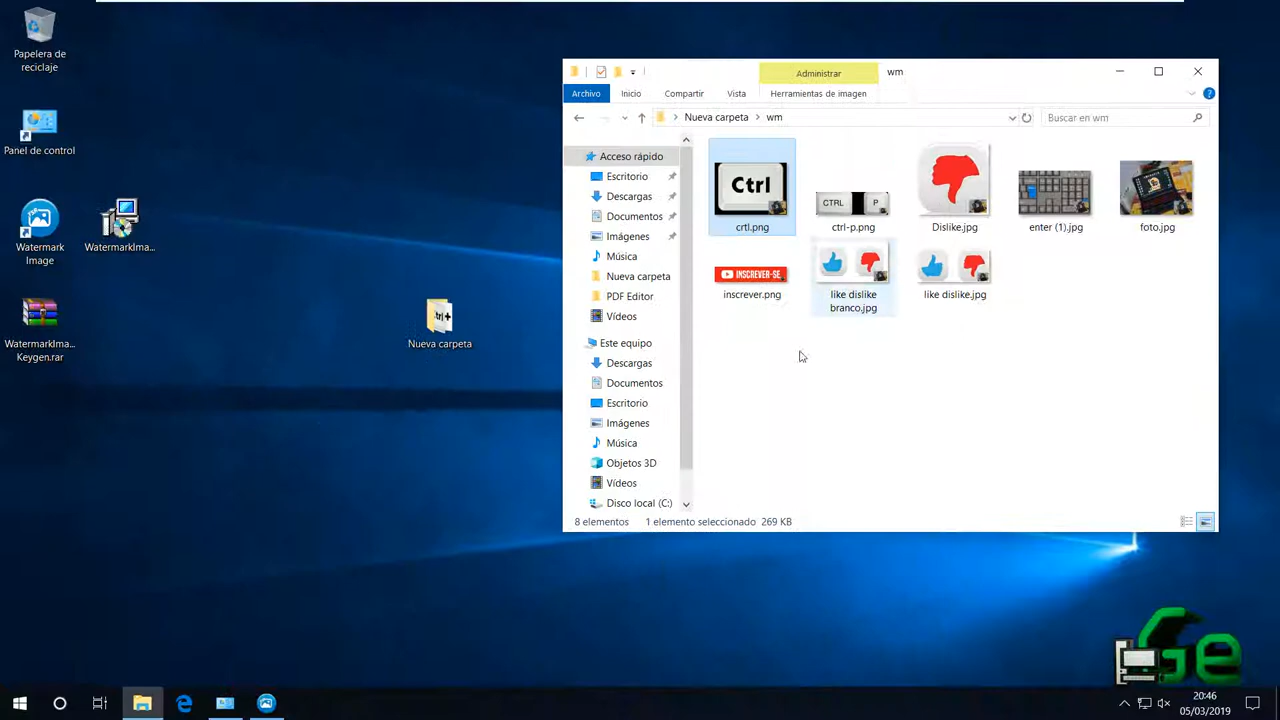 Papelera de
reciclaje
Panel de control
Watermark
Image
WatermarkIma...
WatermarkIma...
Keygen.rar
Ctrl+
Nueva carpeta
Administrar
wm
Archivo
Inicio
Compartir
Vista
Herramientas de imagen
Nueva carpeta
wm
Buscar en wm
Acceso rápido
Escritorio
Descargas
Documentos
Imágenes
Música
Nueva carpeta
PDF Editor
Vídeos
Este equipo
Descargas
Documentos
Escritorio
Imágenes
Música
Objetos 3D
Vídeos
Disco local (C:)
Ctrl
crtl.png
CTRL P
ctrl-p.png
Dislike.jpg
enter (1).jpg
foto.jpg
INSCREVER-SE
inscrever.png
like dislike
branco.jpg
like dislike.jpg
8 elementos
1 elemento seleccionado 269 KB
Ge
20:46
05/03/2019